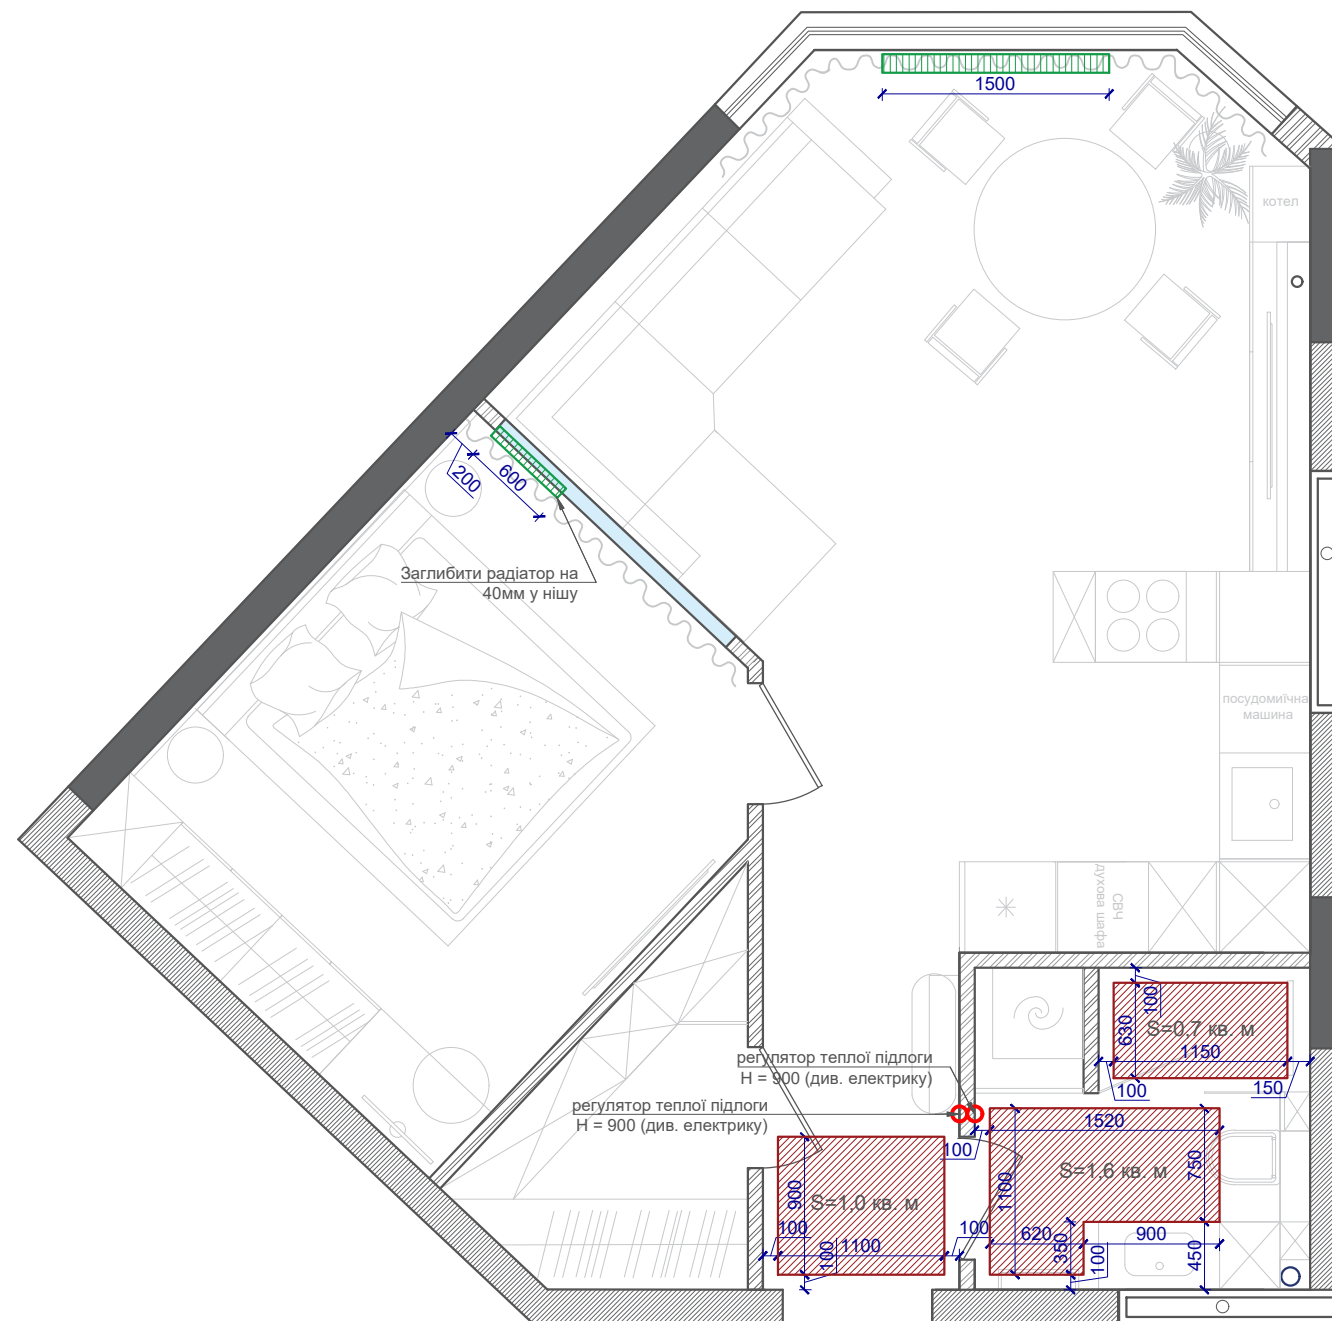 1500
котел
200
600
Заглибити радіатор на
40мм у нішу
посудомиїчна
машина
СВЧ
духова шафа
100
630
S=0,7 кв. м
1150
100
150
регулятор теплої підлоги
H = 900 (див. електрику)
регулятор теплої підлоги
H = 900 (див. електрику)
1520
100
S=1,6 кв. м
750
1100
900
S=1,0 кв. м
100
1100
100
100
620
350
900
100
450